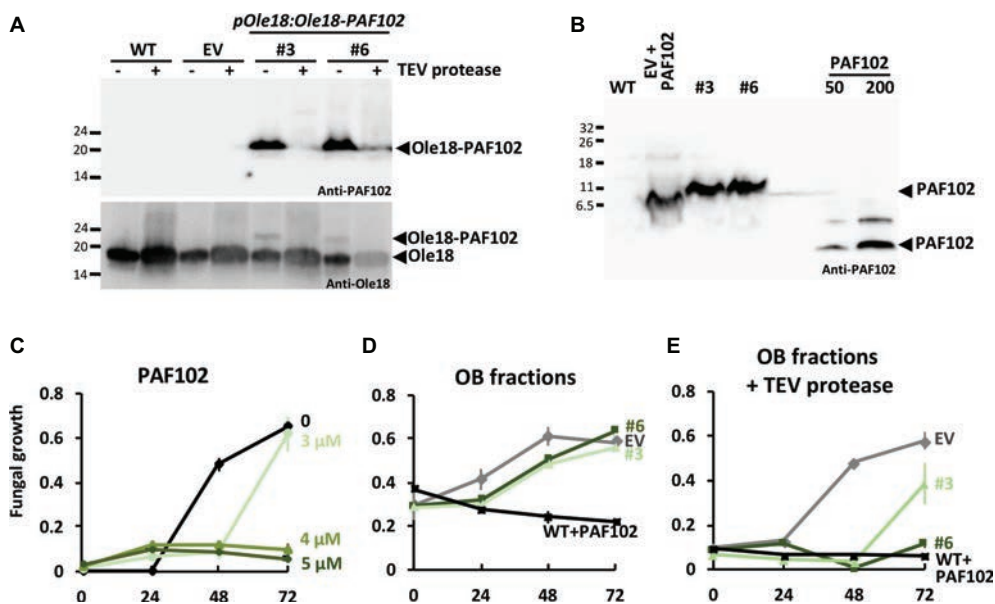 A
pOle18:Ole18-PAF102
WT EV #3 #6
- + - + - + - + TEV protease
24
20
14
Ole18-PAF102
Anti-PAF102
24
20
14
Ole18-PAF102
Ole18
Anti-Ole18
B
WT EV + PAF102 #3 #6 PAF102
50 200
32
26
18
11
6.5
PAF102
PAF102
Anti-PAF102
C
PAF102
Fungal growth
0.8
0.6
0.4
0.2
0
0
3 µM
4 µM
5 µM
0 24 48 72
D
OB fractions
0.8
0.6
0.4
0.2
0
#6
EV
#3
WT+PAF102
0 24 48 72
E
OB fractions
+ TEV protease
0.8
0.6
0.4
0.2
0
EV
#3
#6
WT+
PAF102
0 24 48 72